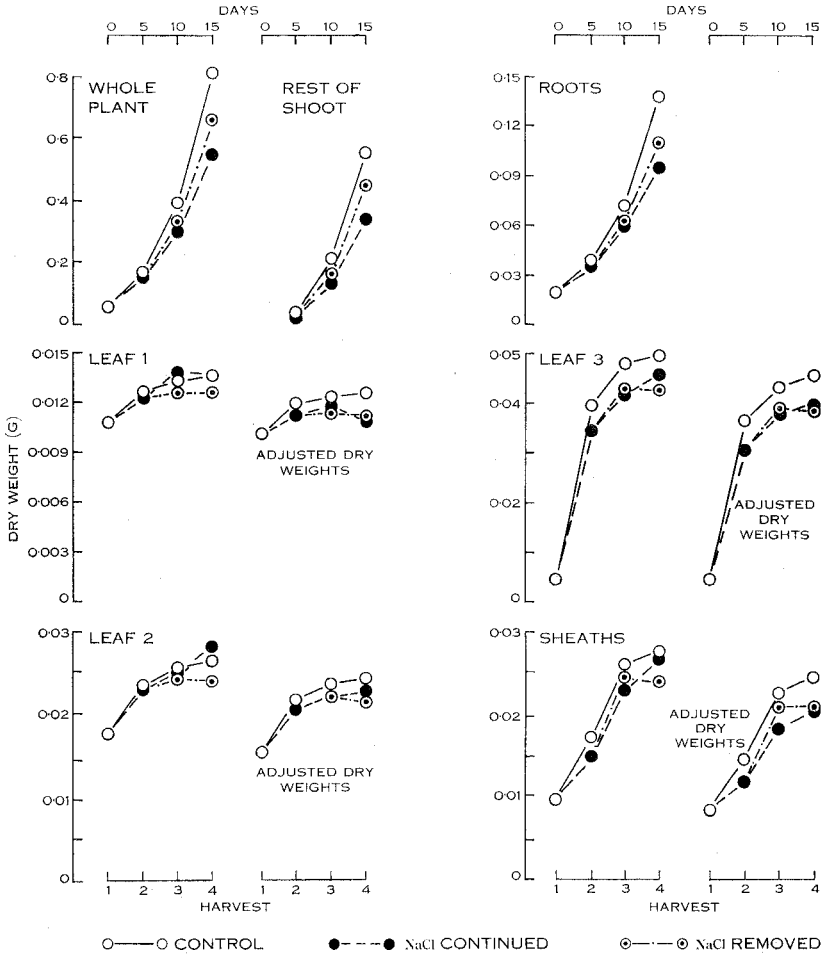 DAYS
DAYS
0 5 10 15
0 5 10 15
0 5 10 15
0 5 10 15
0·8
0·6
0·4
0·2
0
WHOLE
PLANT
REST OF
SHOOT
0·15
0·12
0·09
0·06
0·03
0
ROOTS
DRY WEIGHT (G)
0·015
0·012
0·009
0·006
0·003
0
LEAF 1
ADJUSTED DRY
WEIGHTS
0·05
0·04
0·02
0
LEAF 3
ADJUSTED
DRY
WEIGHTS
0·03
0·02
0·01
0
LEAF 2
ADJUSTED DRY
WEIGHTS
0·03
0·02
0·01
0
SHEATHS
ADJUSTED
DRY
WEIGHTS
1 2 3 4
1 2 3 4
1 2 3 4
1 2 3 4
HARVEST
HARVEST
CONTROL
NaCl CONTINUED
NaCl REMOVED